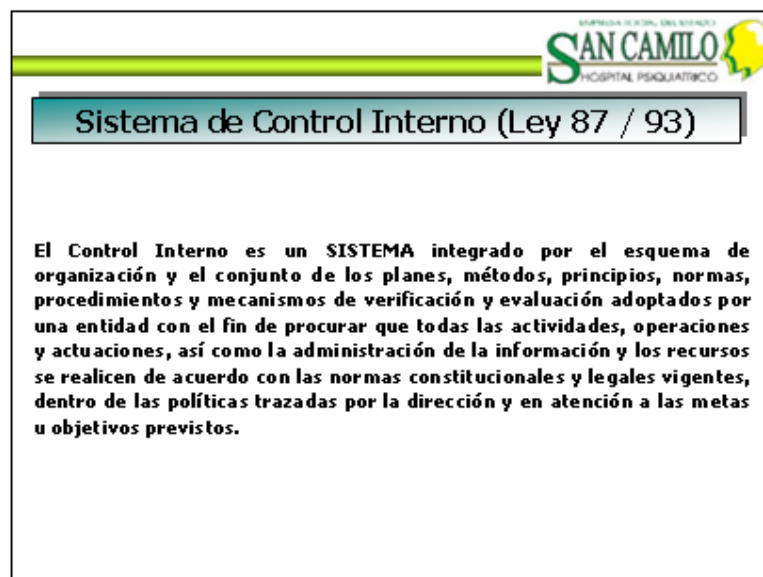 EMPRESA SOCIAL DEL ESTADO
SAN CAMILO
HOSPITAL PSIQUIATRICO
Sistema de Control Interno (Ley 87 / 93)
El Control Interno es un SISTEMA integrado por el esquema de
organización y el conjunto de los planes, métodos, principios, normas,
procedimientos y mecanismos de verificación y evaluación adoptados por
una entidad con el fin de procurar que todas las actividades, operaciones
y actuaciones, así como la administración de la información y los recursos
se realicen de acuerdo con las normas constitucionales y legales vigentes,
dentro de las políticas trazadas por la dirección y en atención a las metas
u objetivos previstos.